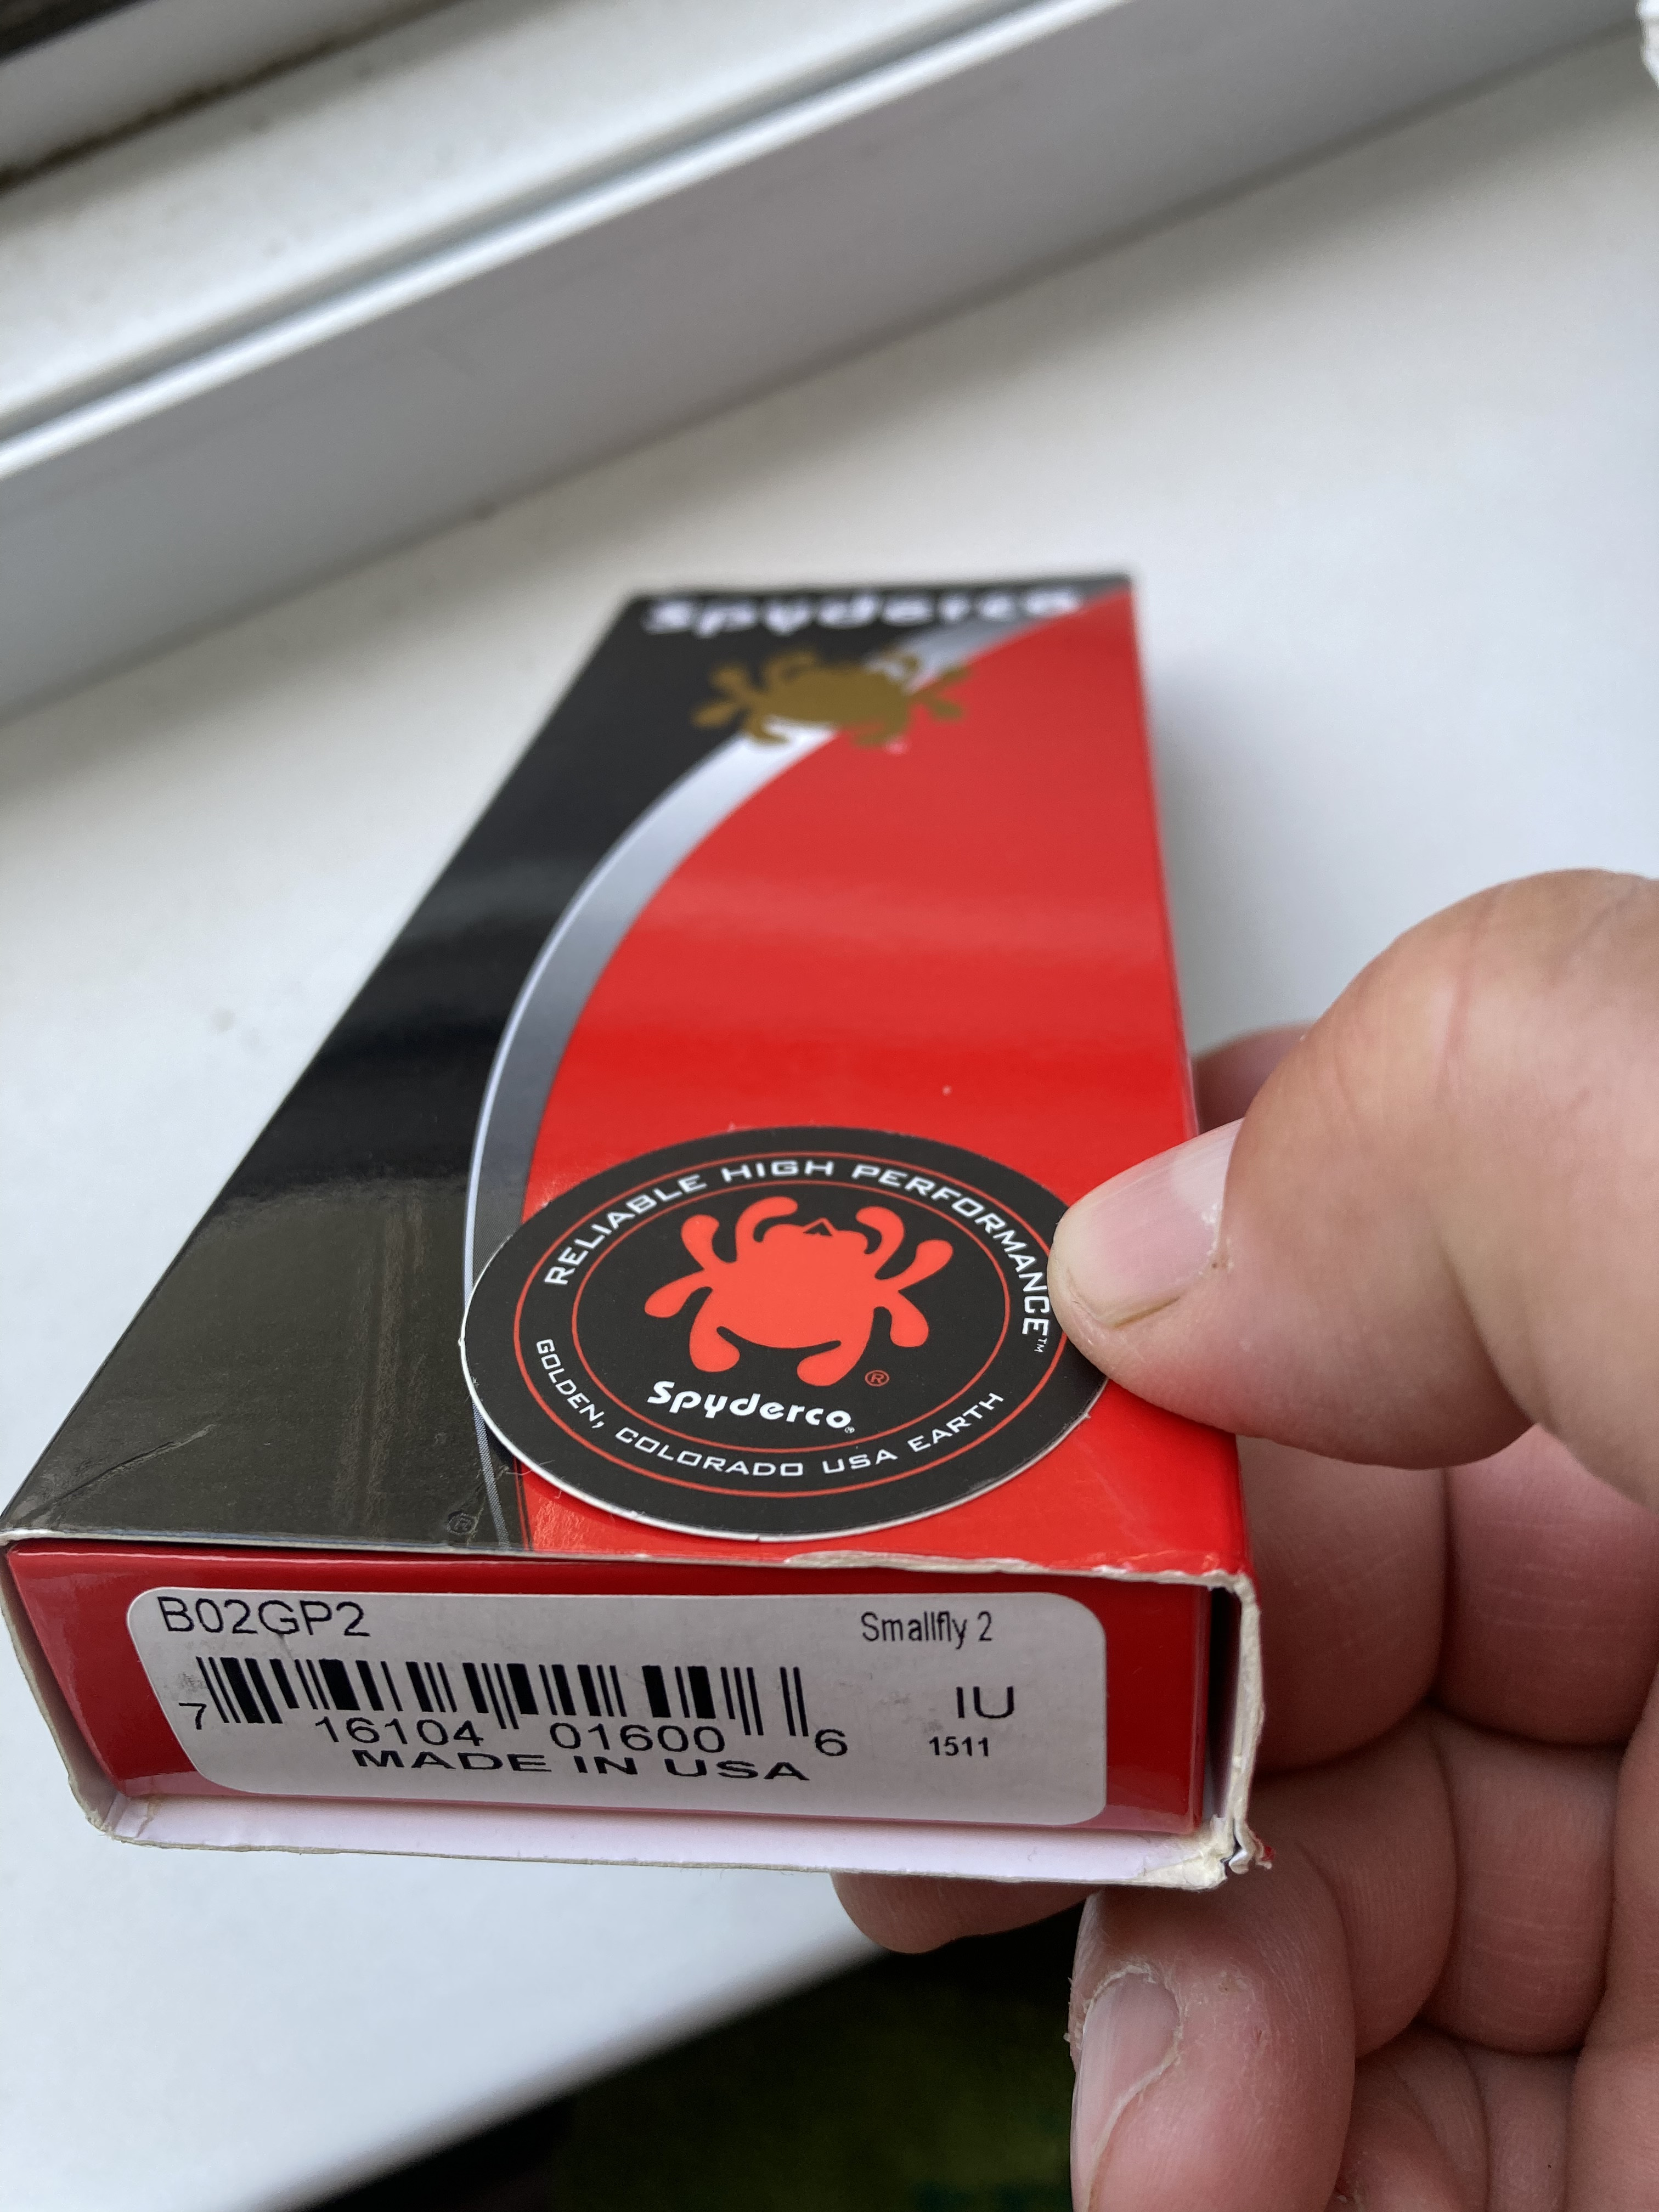 Spyderco
®
RELIABLE HIGH PERFORMANCE™
®
Spyderco®
GOLDEN, COLORADO USA EARTH
®
B02GP2
Smallfly 2
7 16104 01600 6
IU
1511
MADE IN USA